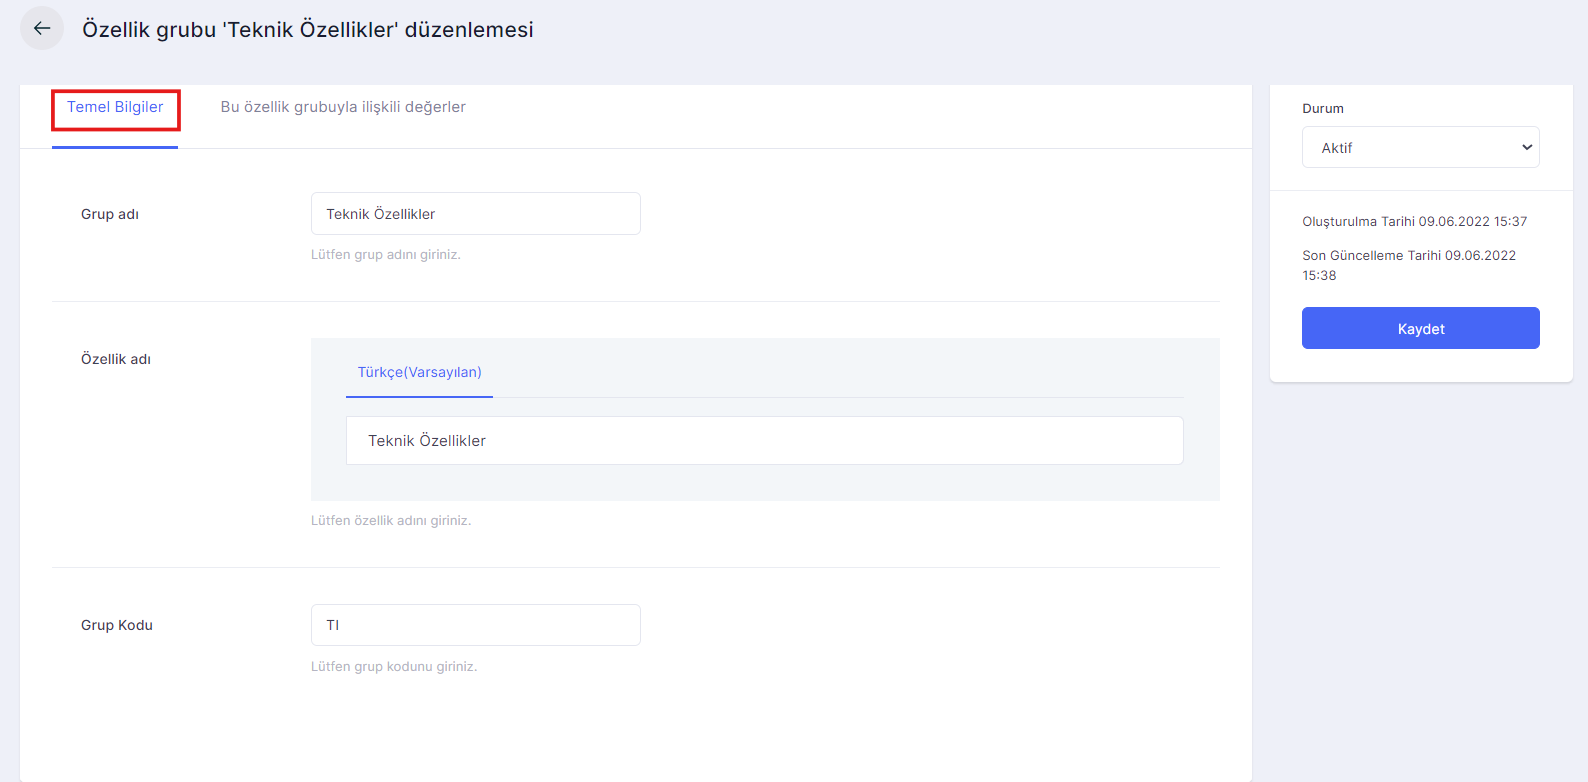 Özellik grubu 'Teknik Özellikler' düzenlemesi
Temel Bilgiler
Bu özellik grubuyla ilişkili değerler
Grup adı
Teknik Özellikler
Lütfen grup adını giriniz.
Özellik adı
Türkçe(Varsayılan)
Teknik Özellikler
Lütfen özellik adını giriniz.
Grup Kodu
TI
Lütfen grup kodunu giriniz.
Durum
Aktif
Oluşturulma Tarihi 09.06.2022 15:37
Son Güncelleme Tarihi 09.06.2022
15:38
Kaydet